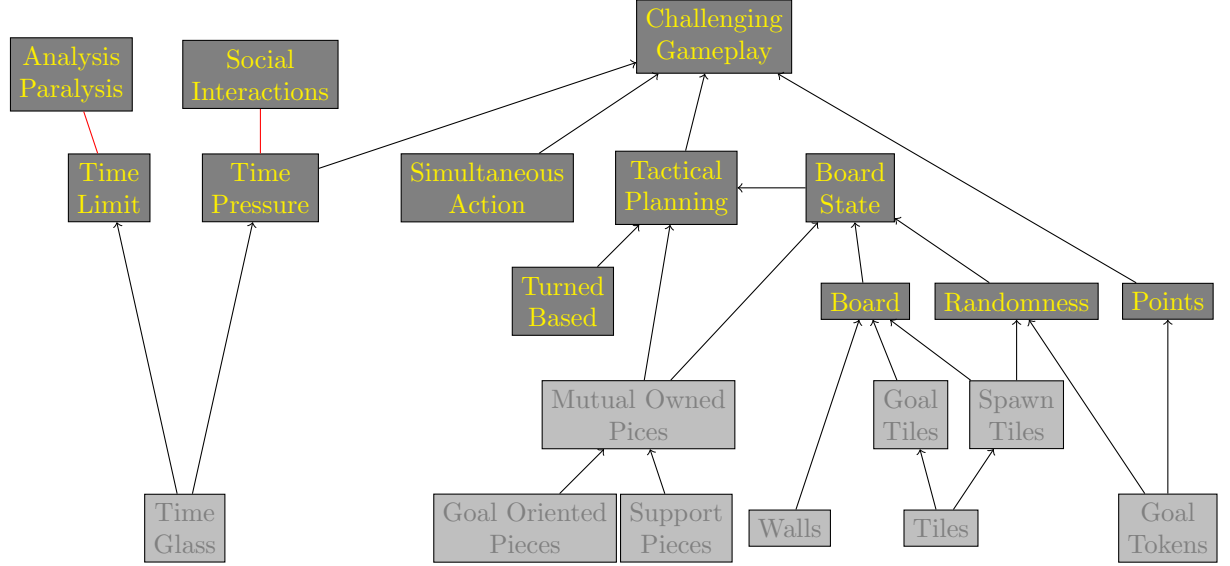 Challenging
Gameplay
Analysis
Paralysis
Social
Interactions
Time
Limit
Time
Pressure
Simultaneous
Action
Tactical
Planning
Board
State
Turned
Based
Board
Randomness
Points
Mutual Owned
Pices
Goal
Tiles
Spawn
Tiles
Time
Glass
Goal Oriented
Pieces
Support
Pieces
Walls
Tiles
Goal
Tokens